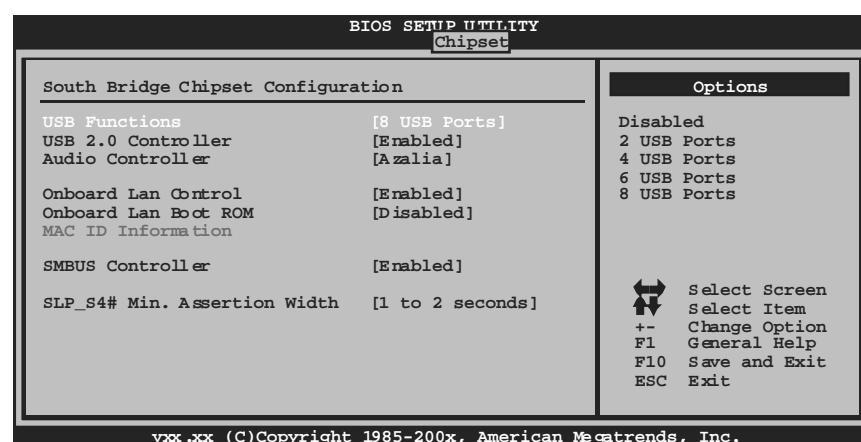 BIOS SETUP UTILITY
Chipset
South Bridge Chipset Configuration
USB Functions [8 USB Ports]
USB 2.0 Controller [Enabled]
Audio Controller [Azalia]
Onboard Lan Control [Enabled]
Onboard Lan Boot ROM [Disabled]
MAC ID Information
SMBUS Controller [Enabled]
SLP_S4# Min. Assertion Width [1 to 2 seconds]
Options
Disabled
2 USB Ports
4 USB Ports
6 USB Ports
8 USB Ports
Select Screen
Select Item
+- Change Option
F1 General Help
F10 Save and Exit
ESC Exit
vxx.xx (C)Copyright 1985-200x, American Megatrends, Inc.